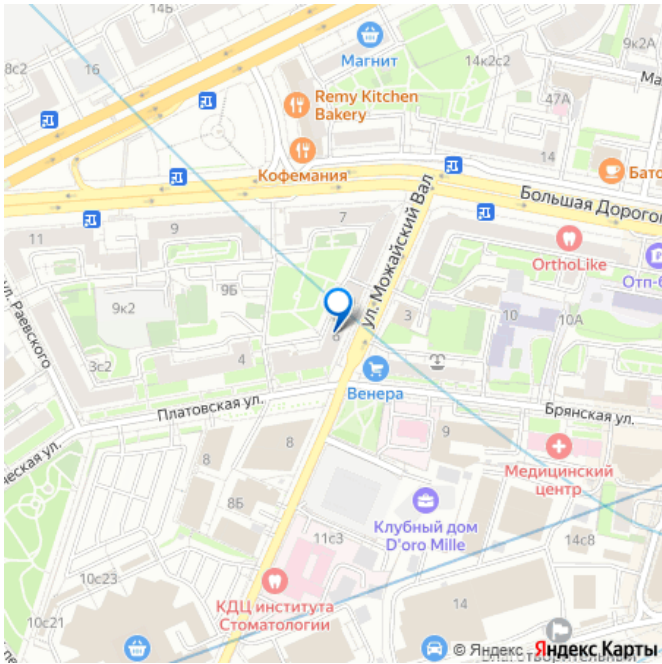 8с2
16
Магнит
14к2с2
9к2А
Ма
Remy Kitchen
Bakery
47А
Кофемания
14
Бато
Большая Дорогом
ул. Можайский Вал
7
9
11
OrthoLike
Отп-б
9Б
ул. Раевского
9к2
6
3
10
10А
3с2
4
Венера
Платовская ул.
Брянская ул.
ческая ул.
8
8
9
Медицинский
центр
8Б
Клубный дом
D'oro Mille
11с3
14с8
10с23
КДЦ института
Стоматологии
10с21
14
© Яндекс Яндекс Карты